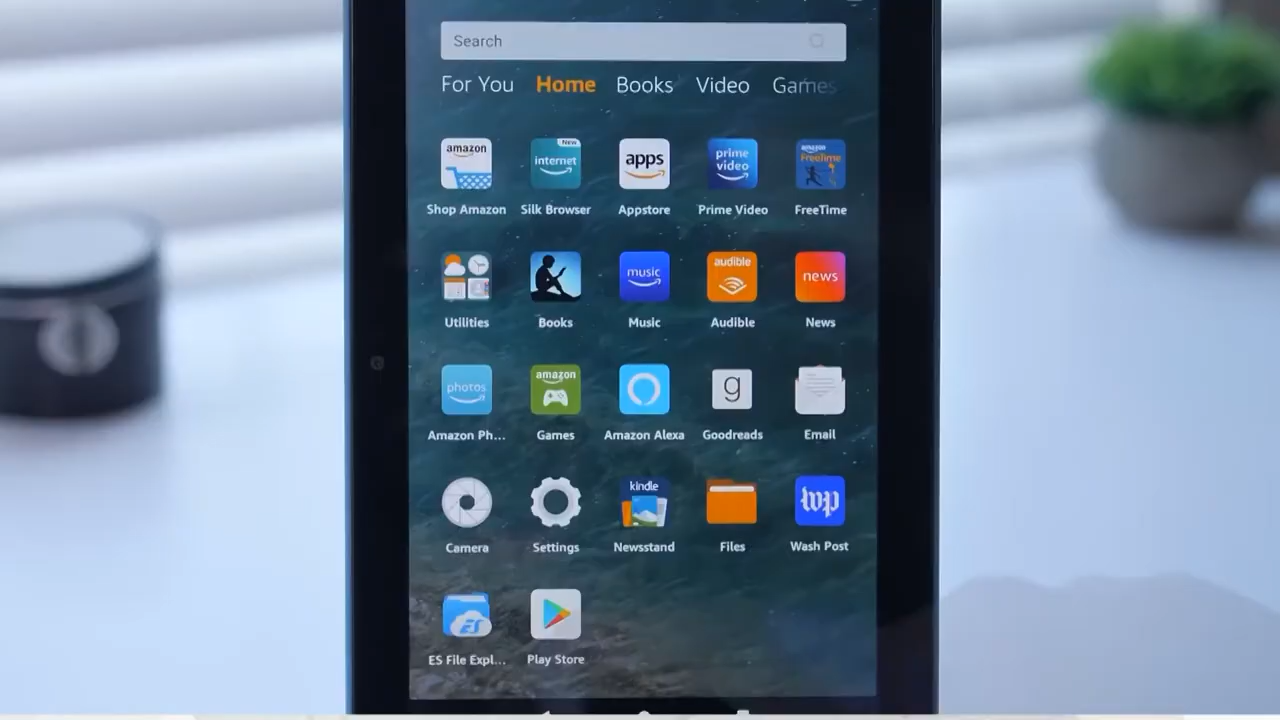 Search
For You Home Books Video Games
amazon internet New apps prime video amazon FreeTime
Shop Amazon Silk Browser Appstore Prime Video FreeTime
music audible news
Utilities Books Music Audible News
photos amazon g
Amazon Ph... Games Amazon Alexa Goodreads Email
kindle wp
Camera Settings Newsstand Files Wash Post
ES
ES File Expl... Play Store